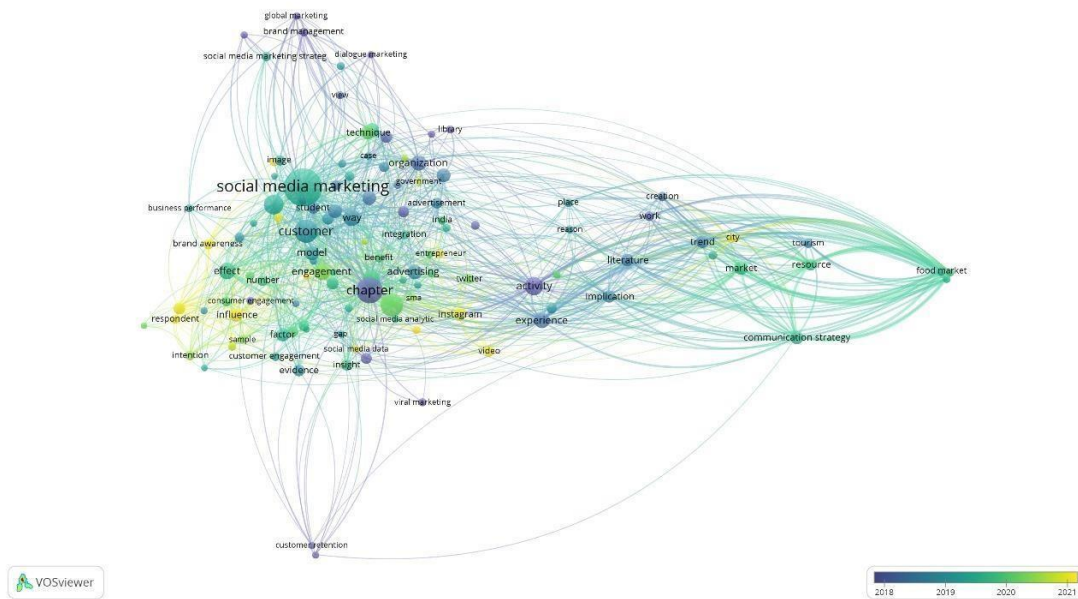 global marketing
brand management
social media marketing strateg
dialogue marketing
view
technique
library
case
organization
image
government
social media marketing
creation
place
business performance
student
advertisement
work
way
india
customer
reason
integration
trend
city
tourism
brand awareness
model
benefit
entrepreneur
literature
market
resource
food market
effect
number
engagement
advertising
twitter
chapter
activity
sma
implication
consumer engagement
respondent
influence
social media analytic
instagram
experience
sample
factor
gap
communication strategy
intention
customer engagement
social media data
video
evidence
insight
viral marketing
customer retention
VOSviewer
2018 2019 2020 2021